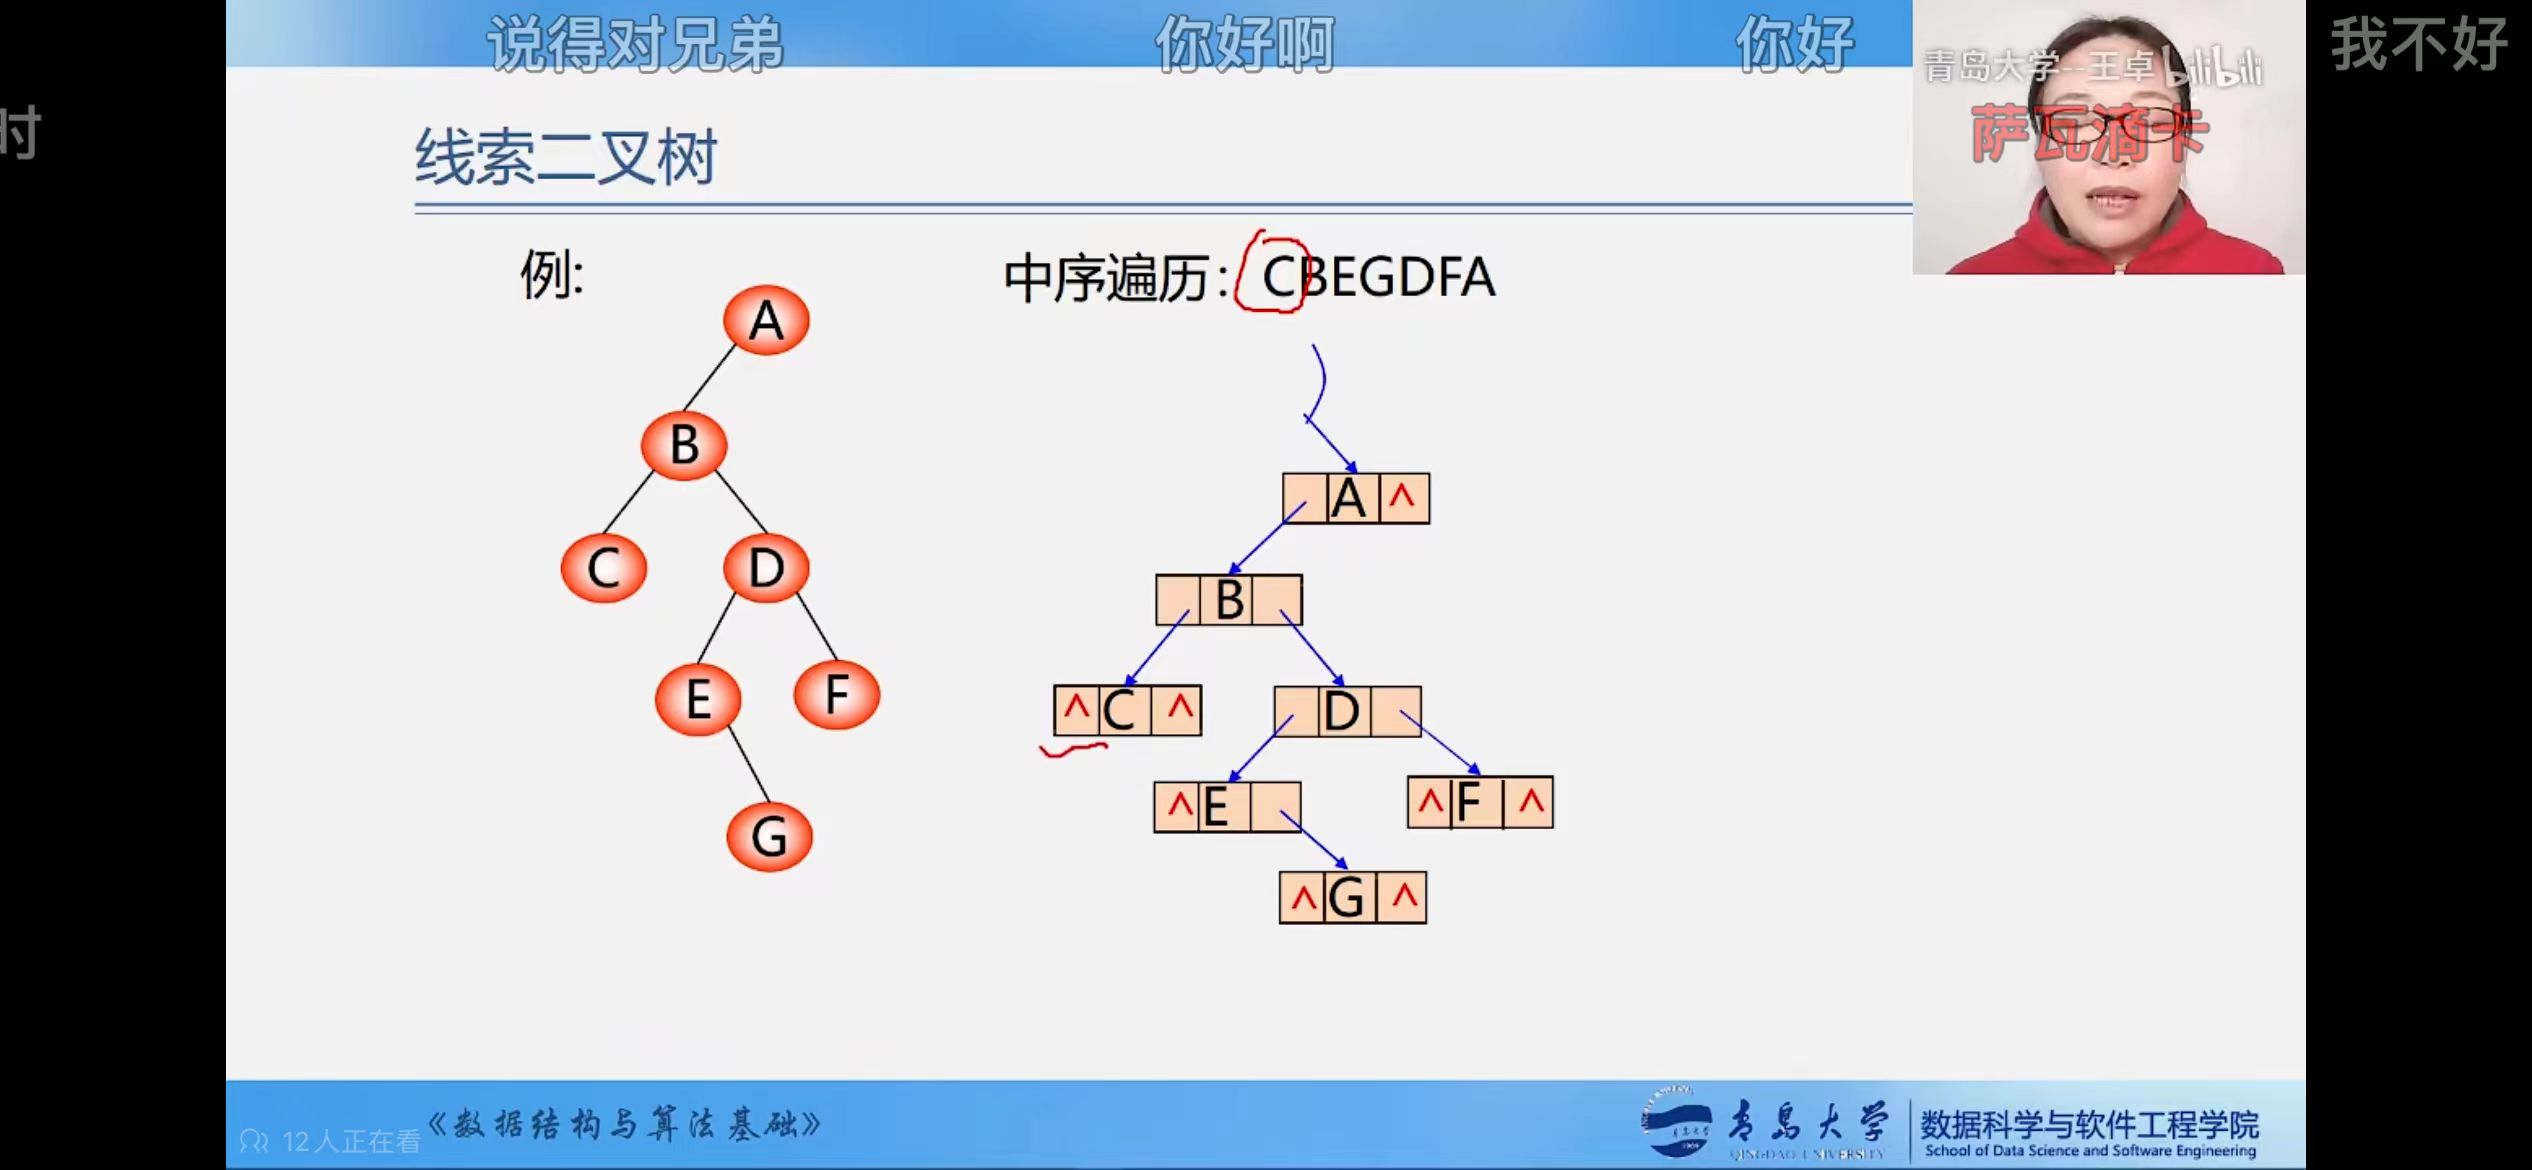 说得对兄弟
你好啊
你好
我不好
时
青岛大学--王卓 bilibili
萨瓦滴卡
线索二叉树
例:
中序遍历: CBEGDFA
A
B
C
D
E
F
G
A ^
B
^ C ^
D
^ E
^ F ^
^ G ^
《数据结构与算法基础》
12人正在看
青岛大学
QINGDAO UNIVERSITY
数据科学与软件工程学院
School of Data Science and Software Engineering